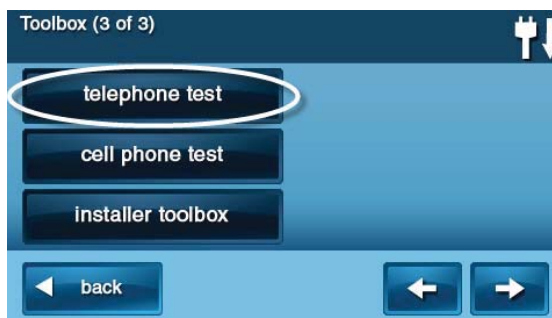 Toolbox (3 of 3)
telephone test
cell phone test
installer toolbox
back